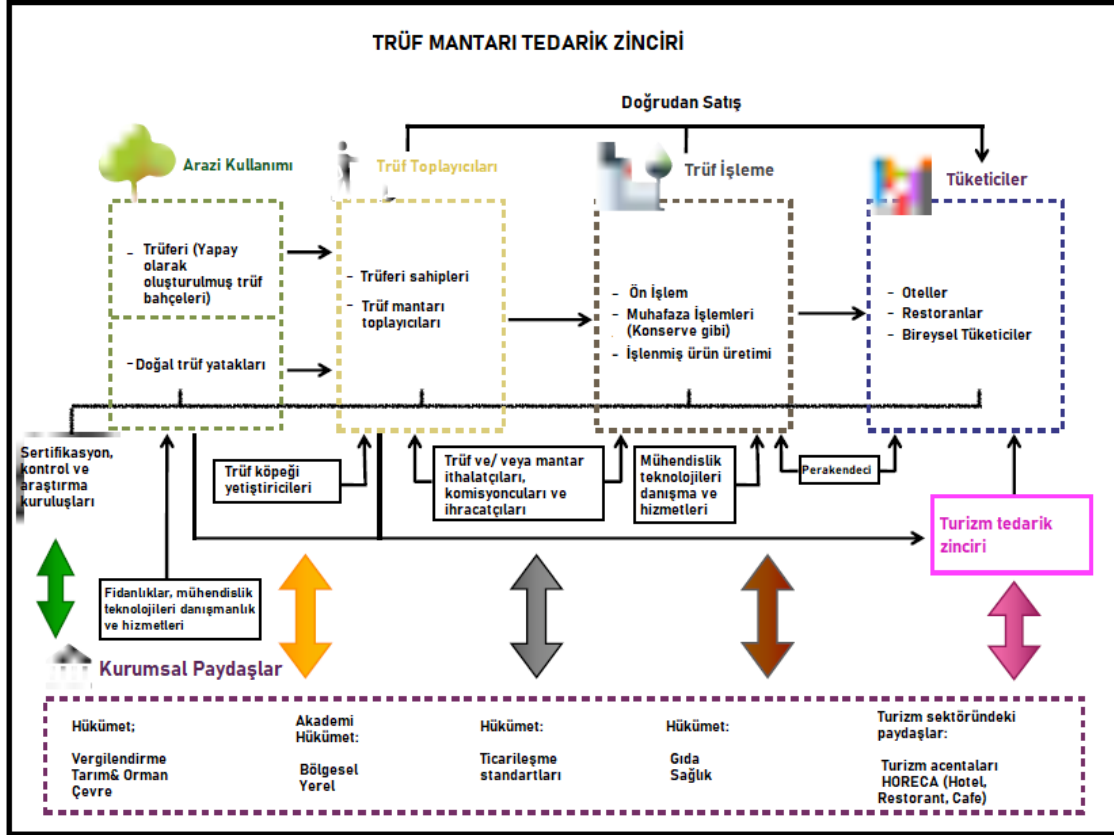 TRÜF MANTARI TEDARİK ZİNCİRİ
Doğrudan Satış
Arazi Kullanımı
Trüf Toplayıcıları
Trüf İşleme
Tüketiciler
- Trüferi (Yapay
olarak
oluşturulmuş trüf
bahçeleri)
- Doğal trüf yatakları
- Trüferi sahipleri
- Trüf mantarı
toplayıcıları
- Ön İşlem
- Muhafaza İşlemleri
(Konserve gibi)
- İşlenmiş ürün üretimi
- Oteller
- Restoranlar
- Bireysel Tüketiciler
Sertifikasyon,
kontrol ve
araştırma
kuruluşları
Trüf köpeği
yetiştiricileri
Trüf ve/ veya mantar
ithalatçıları,
komisyoncuları ve
ihracatçıları
Mühendislik
teknolojileri
danışma ve
hizmetleri
Perakendeci
Turizm tedarik
zinciri
Fidanlıklar, mühendislik
teknolojileri danışmanlık
ve hizmetleri
Kurumsal Paydaşlar
Hükümet;
Vergilendirme
Tarım& Orman
Çevre
Akademi
Hükümet:
Bölgesel
Yerel
Hükümet:
Ticarileşme
standartları
Hükümet:
Gıda
Sağlık
Turizm sektöründeki
paydaşlar:
Turizm acentaları
HORECA (Hotel,
Restorant, Cafe)